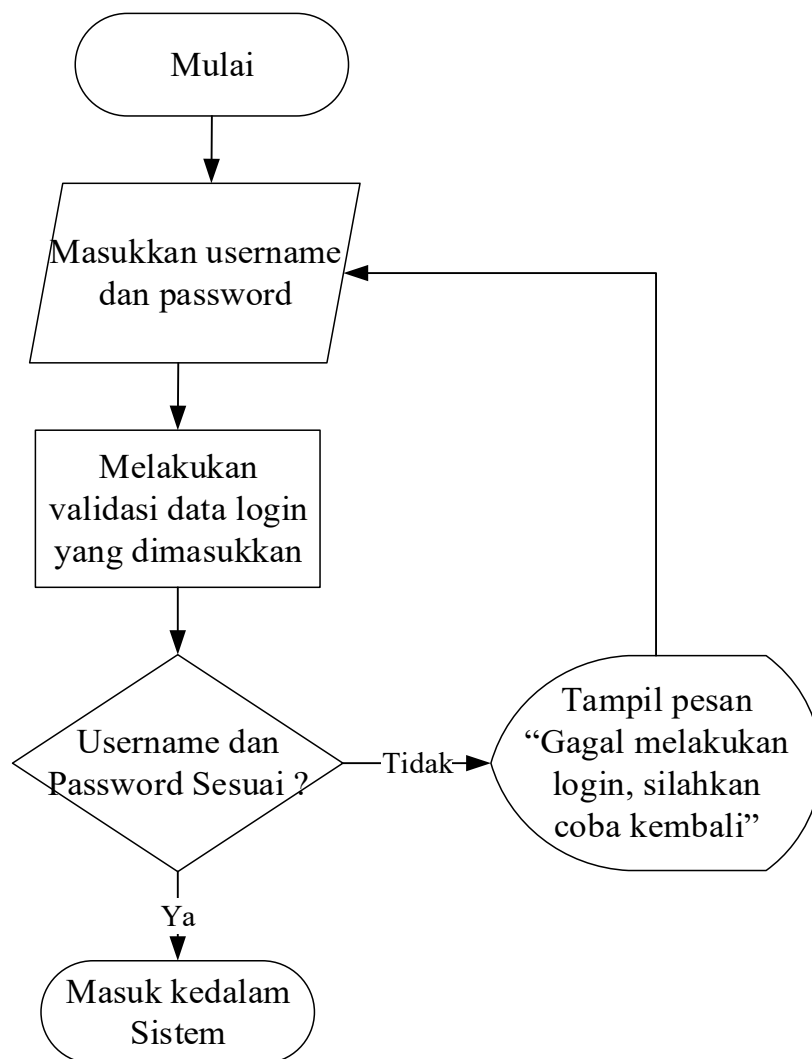 Mulai
Masukkan username
dan password
Melakukan
validasi data login
yang dimasukkan
Username dan
Password Sesuai ?
Tidak
Tampil pesan
“Gagal melakukan
login, silahkan
coba kembali”
Ya
Masuk kedalam
Sistem